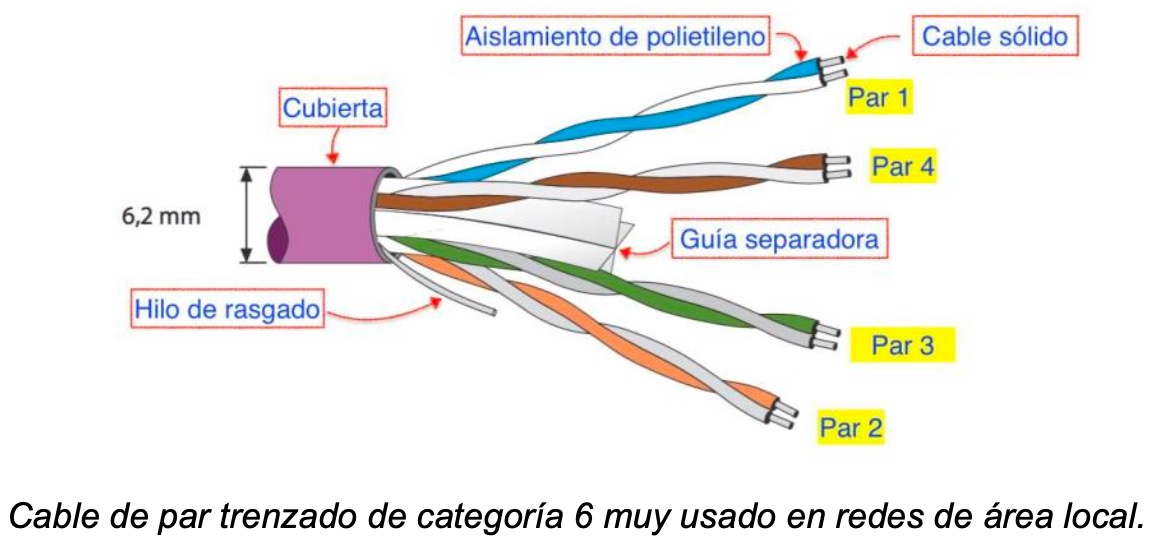 Aislamiento de polietileno
Cable sólido
Cubierta
Par 1
Par 4
6,2 mm
Guía separadora
Hilo de rasgado
Par 3
Par 2
Cable de par trenzado de categoría 6 muy usado en redes de área local.